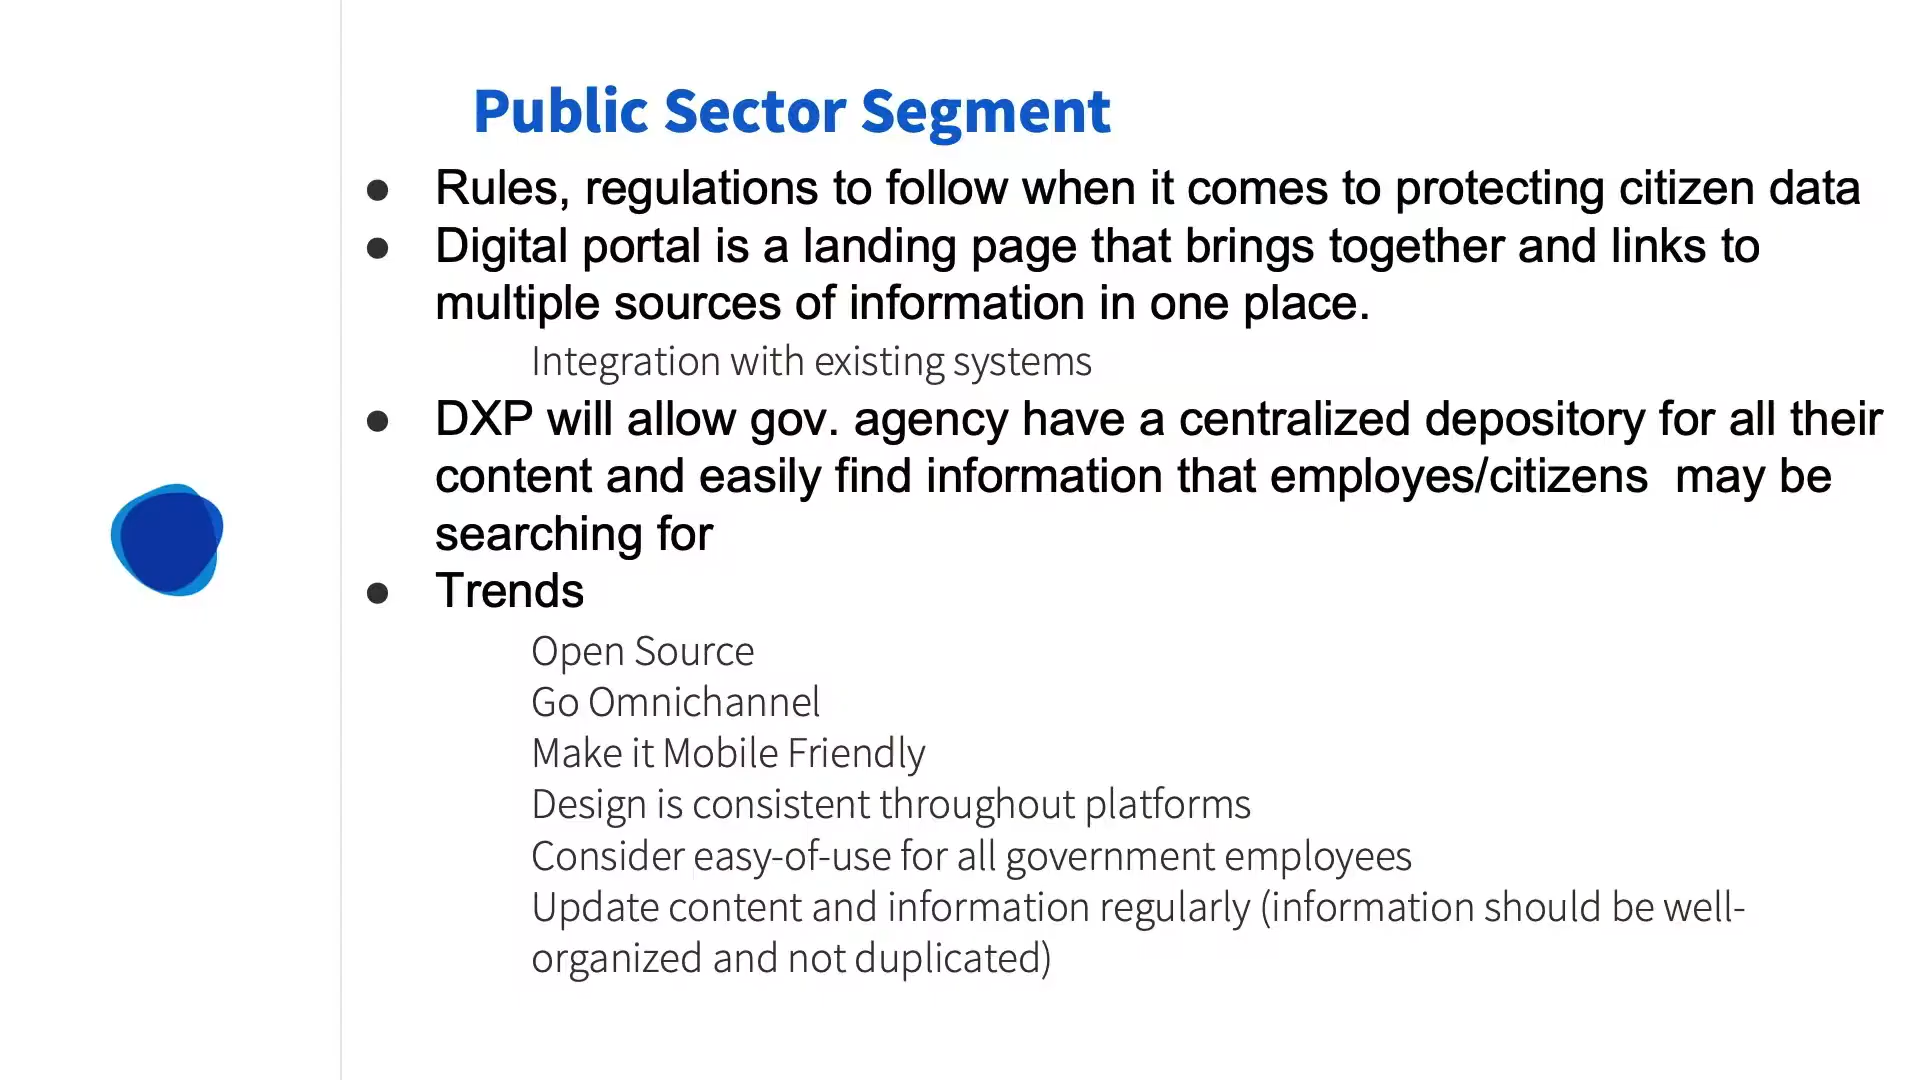 Public Sector Segment
● Rules, regulations to follow when it comes to protecting citizen data
● Digital portal is a landing page that brings together and links to
multiple sources of information in one place.
Integration with existing systems
● DXP will allow gov. agency have a centralized depository for all their
content and easily find information that employes/citizens  may be
searching for
● Trends
Open Source
Go Omnichannel
Make it Mobile Friendly
Design is consistent throughout platforms
Consider easy-of-use for all government employees
Update content and information regularly (information should be well-
organized and not duplicated)